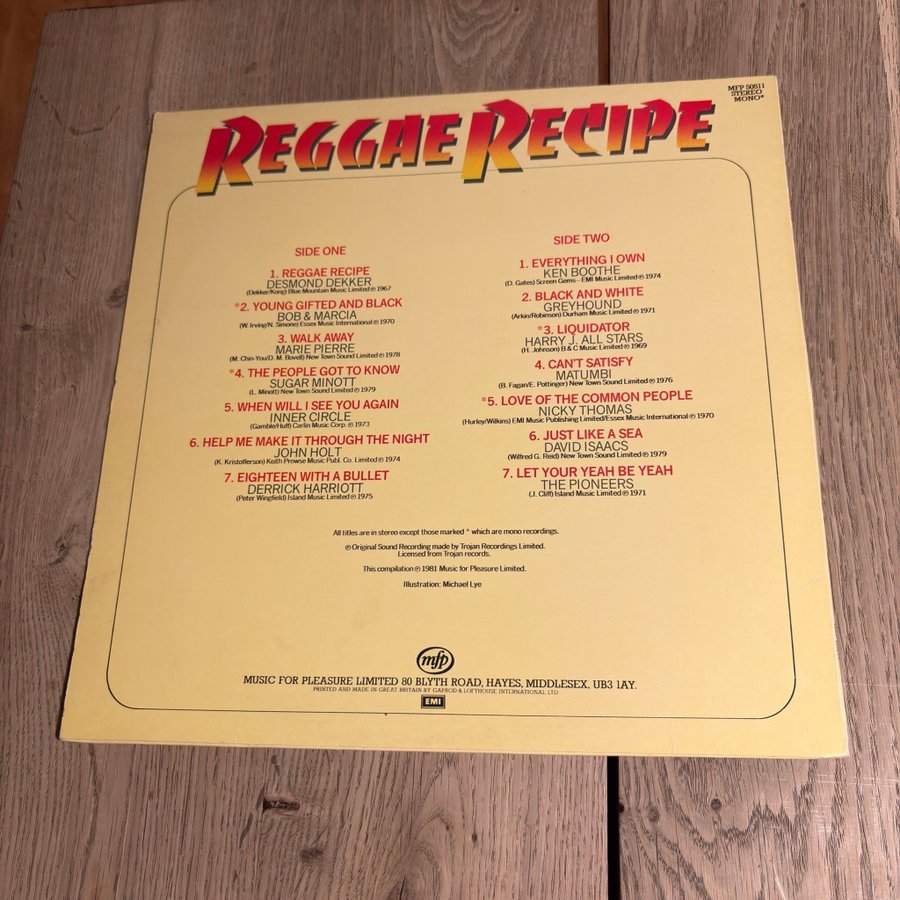 MFP 50511
STEREO
MONO*
REGGAE RECIPE
SIDE ONE
1. REGGAE RECIPE
DESMOND DEKKER
(Dekker/Kong) Blue Mountain Music Limited ℗ 1967
*2. YOUNG GIFTED AND BLACK
BOB & MARCIA
(W. Irving/N. Simone) Essex Music International ℗ 1970
3. WALK AWAY
MARIE PIERRE
(M. Chin-You/D. M. Bovell) New Town Sound Limited ℗ 1978
*4. THE PEOPLE GOT TO KNOW
SUGAR MINOTT
(L. Minott) New Town Sound Limited ℗ 1979
5. WHEN WILL I SEE YOU AGAIN
INNER CIRCLE
(Gamble/Huff) Carlin Music Corp. ℗ 1973
6. HELP ME MAKE IT THROUGH THE NIGHT
JOHN HOLT
(K. Kristofferson) Keith Prowse Music Publ. Co. Limited ℗ 1974
7. EIGHTEEN WITH A BULLET
DERRICK HARRIOTT
(Peter Wingfield) Island Music Limited ℗ 1975
SIDE TWO
1. EVERYTHING I OWN
KEN BOOTHE
(D. Gates) Screen Gems—EMI Music Limited ℗ 1974
2. BLACK AND WHITE
GREYHOUND
(Arkin/Robinson) Durham Music Limited ℗ 1971
*3. LIQUIDATOR
HARRY J. ALL STARS
(H. Johnson) B & C Music Limited ℗ 1969
4. CAN'T SATISFY
MATUMBI
(B. Fagan/E. Pottinger) New Town Sound Limited ℗ 1976
*5. LOVE OF THE COMMON PEOPLE
NICKY THOMAS
(Hurley/Wilkins) EMI Music Publishing Limited/Essex Music International ℗ 1970
6. JUST LIKE A SEA
DAVID ISAACS
(Wilfred G. Reid) New Town Sound Limited ℗ 1979
7. LET YOUR YEAH BE YEAH
THE PIONEERS
(J. Cliff) Island Music Limited ℗ 1971
All titles are in stereo except those marked * which are mono recordings.
℗ Original Sound Recording made by Trojan Recordings Limited.
Licensed from Trojan records.
This compilation ℗ 1981 Music for Pleasure Limited.
Illustration: Michael Lye
mfp
MUSIC FOR PLEASURE LIMITED 80 BLYTH ROAD, HAYES, MIDDLESEX, UB3 1AY.
PRINTED AND MADE IN GREAT BRITAIN BY GARROD & LOFTHOUSE INTERNATIONAL LTD
EMI